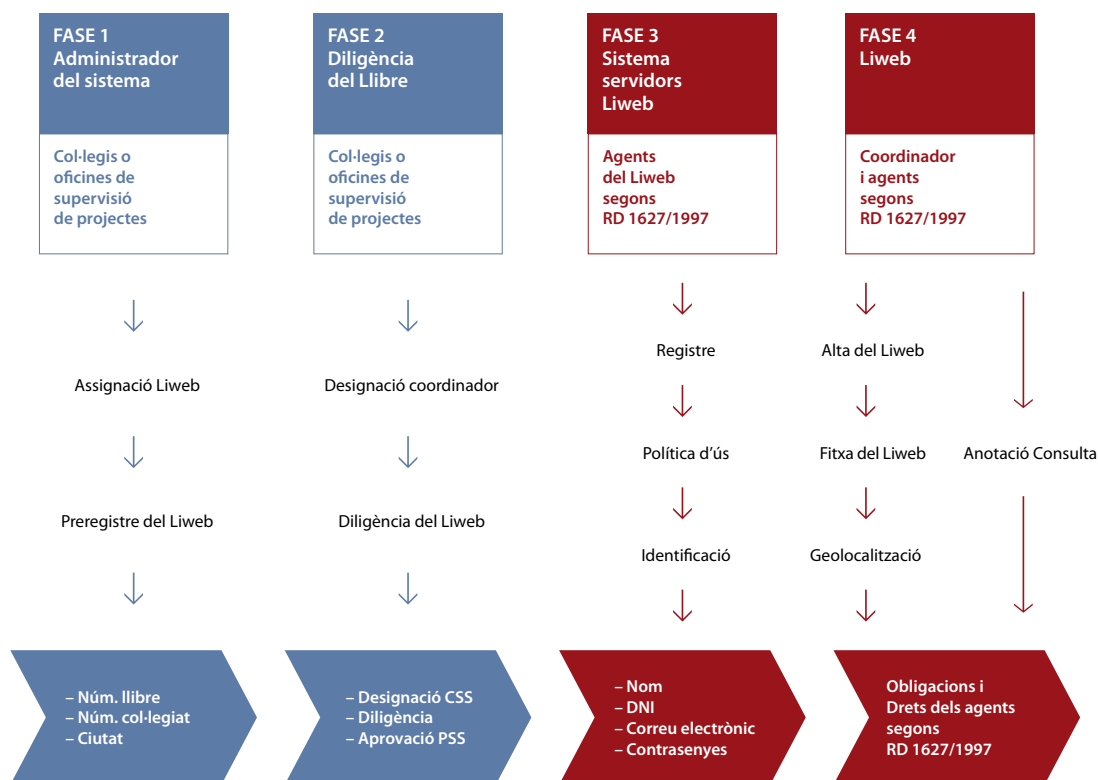 FASE 1
Administrador
del sistema
Col·legis o
oficines de
supervisió
de projectes
Assignació Liweb
Preregistre del Liweb
– Núm. llibre
– Núm. col·legiat
– Ciutat
FASE 2
Diligència
del Llibre
Col·legis o
oficines de
supervisió
de projectes
Designació coordinador
Diligència del Liweb
– Designació CSS
– Diligència
– Aprovació PSS
FASE 3
Sistema
servidors
Liweb
Agents
del Liweb
segons
RD 1627/1997
Registre
Política d'ús
Identificació
– Nom
– DNI
– Correu electrònic
– Contrasenyes
FASE 4
Liweb
Coordinador
i agents
segons
RD 1627/1997
Alta del Liweb
Fitxa del Liweb
Geolocalització
Anotació Consulta
Obligacions i
Drets dels agents
segons
RD 1627/1997